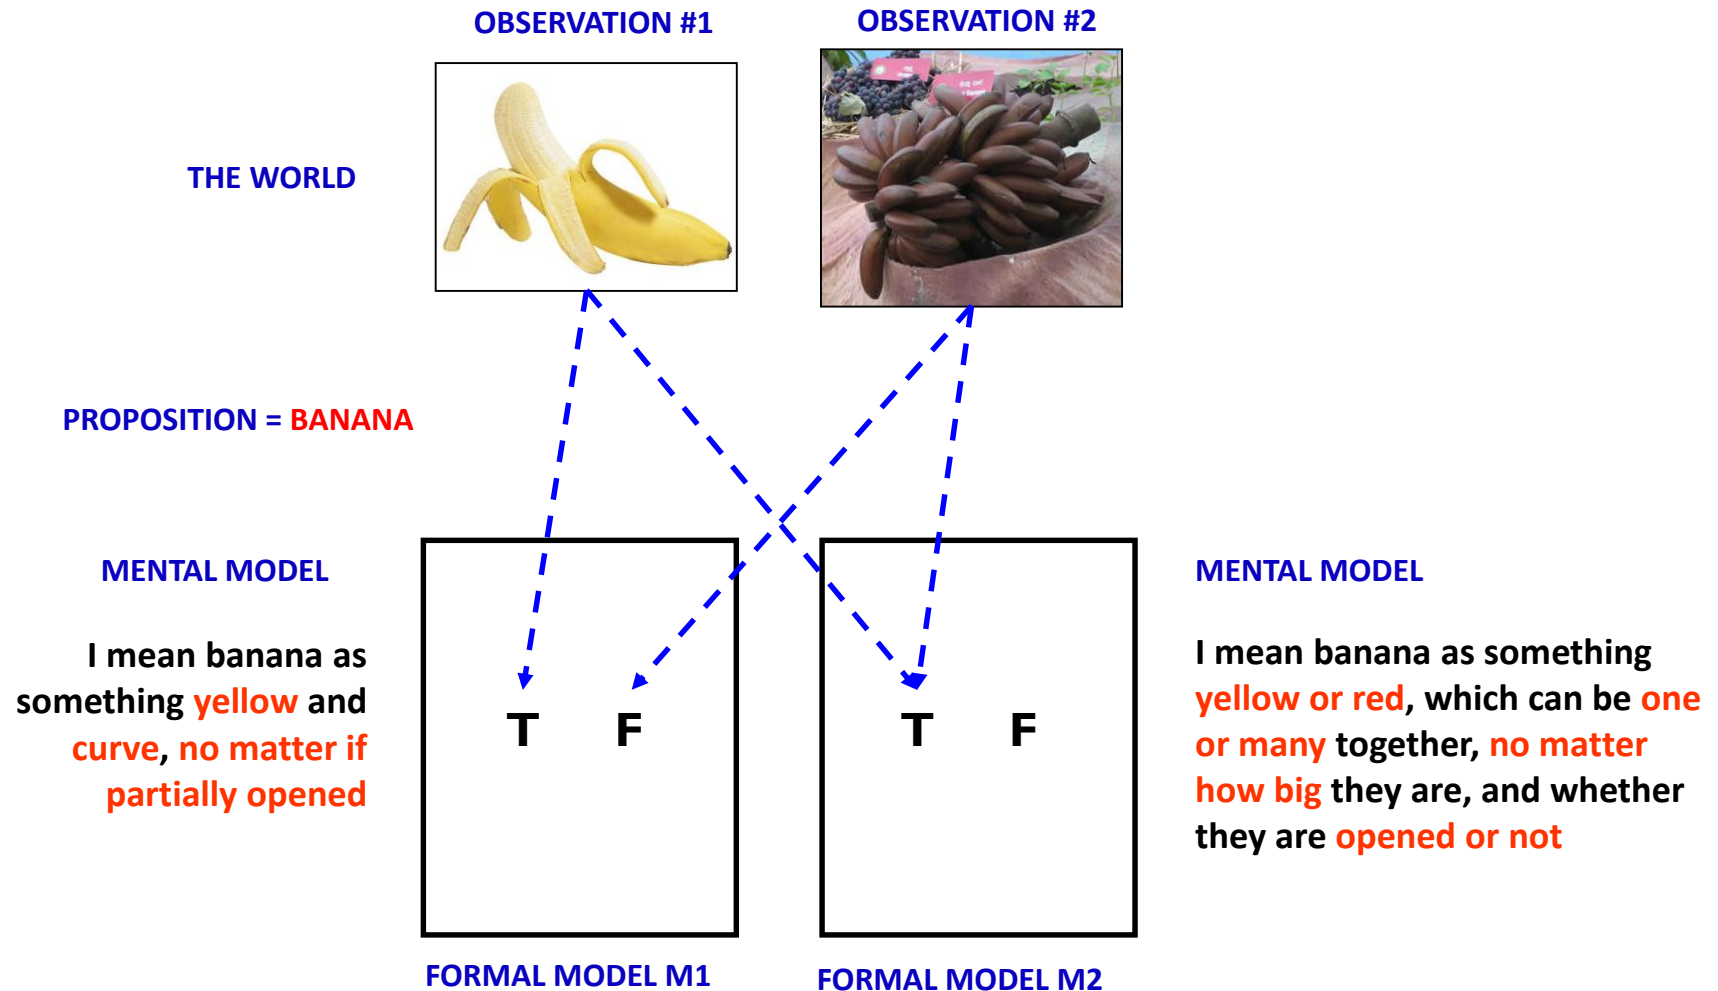 OBSERVATION #1
OBSERVATION #2
THE WORLD
PROPOSITION = BANANA
MENTAL MODEL
I mean banana as
something yellow and
curve, no matter if
partially opened
T F
T F
MENTAL MODEL
I mean banana as something
yellow or red, which can be one
or many together, no matter
how big they are, and whether
they are opened or not
FORMAL MODEL M1
FORMAL MODEL M2